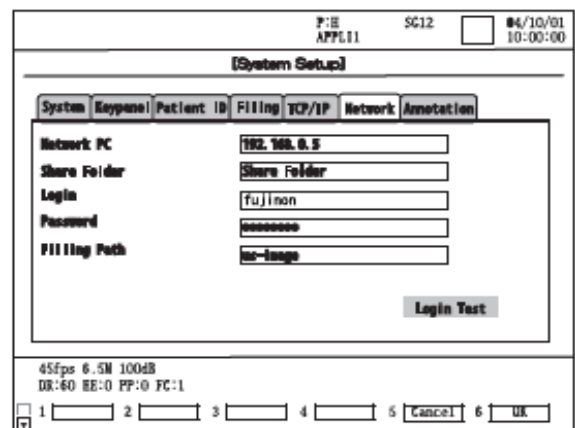 P:H SG12 04/10/01
APPLI1 10:00:00
[System Setup]
System Keypanel Patient ID Filing TCP/IP Network Annotation
Network PC 192.168.0.5
Share Folder Share Folder
Login fujinon
Password ********
Filling Path us-image
Login Test
45fps 6.5M 100dB
DR:60 EE:0 PP:0 FC:1
1 2 3 4 5 Cancel 6 OK